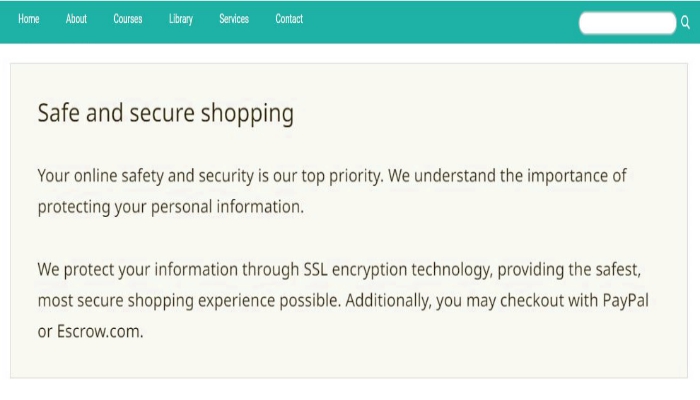 Home About Courses Library Services Contact
Safe and secure shopping
Your online safety and security is our top priority. We understand the importance of
protecting your personal information.
We protect your information through SSL encryption technology, providing the safest,
most secure shopping experience possible. Additionally, you may checkout with PayPal
or Escrow.com.